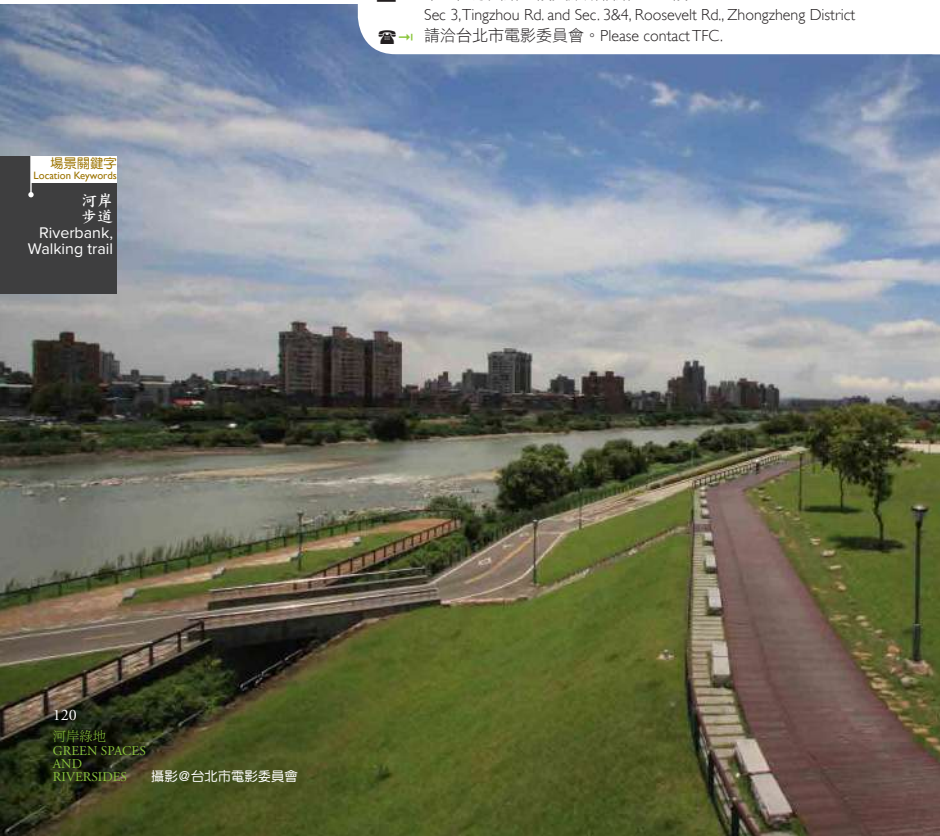 Sec 3,Tingzhou Rd. and Sec. 3&4, Roosevelt Rd., Zhongzheng District
請洽台北市電影委員會。Please contact TFC.
場景關鍵字
Location Keywords
河岸
步道
Riverbank,
Walking trail
120
河岸綠地
GREEN SPACES
AND
RIVERSIDES
攝影@台北市電影委員會